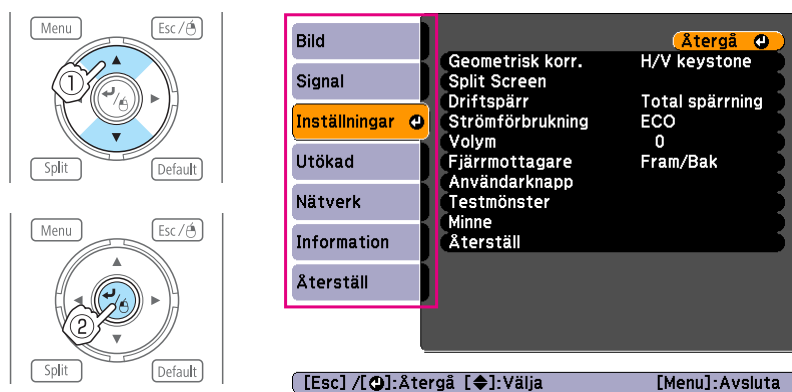 Menu
Esc/
1
Split
Default
Menu
Esc/
2
Split
Default
Bild
Signal
Inställningar
Utökad
Nätverk
Information
Återställ
Återgå
Geometrisk korr. H/V keystone
Split Screen
Driftspärr Total spärrning
Strömförbrukning ECO
Volym 0
Fjärrmottagare Fram/Bak
Användarknapp
Testmönster
Minne
Återställ
[Esc] /[ ]:Återgå [ ]:Välja [Menu]:Avsluta